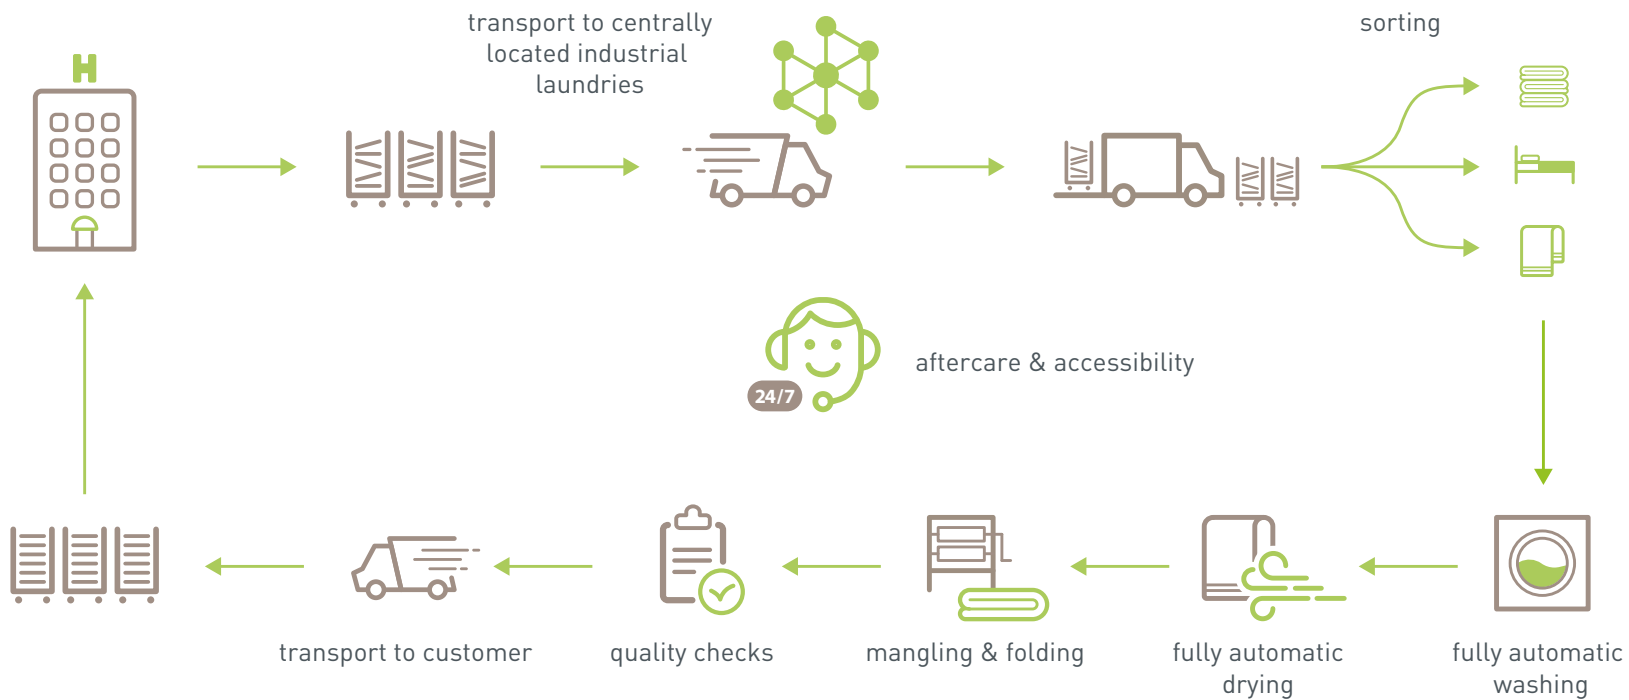 H
transport to centrally
located industrial
laundries
sorting
24/7
aftercare & accessibility
transport to customer
quality checks
mangling & folding
fully automatic
drying
fully automatic
washing